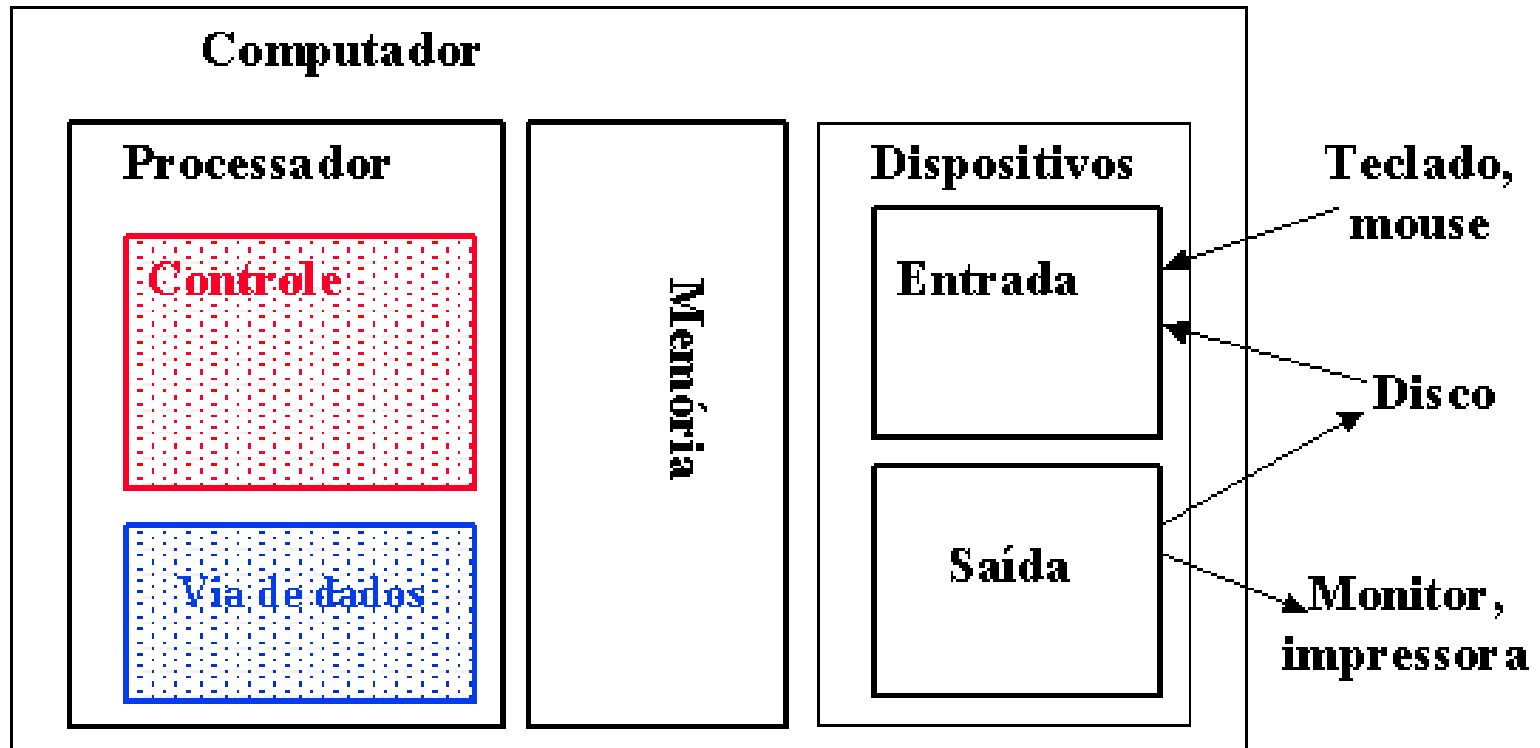 Computador
Processador
Controle
Via de dados
Memória
Dispositivos
Entrada
Saída
Teclado,
mouse
Disco
Monitor,
impressora